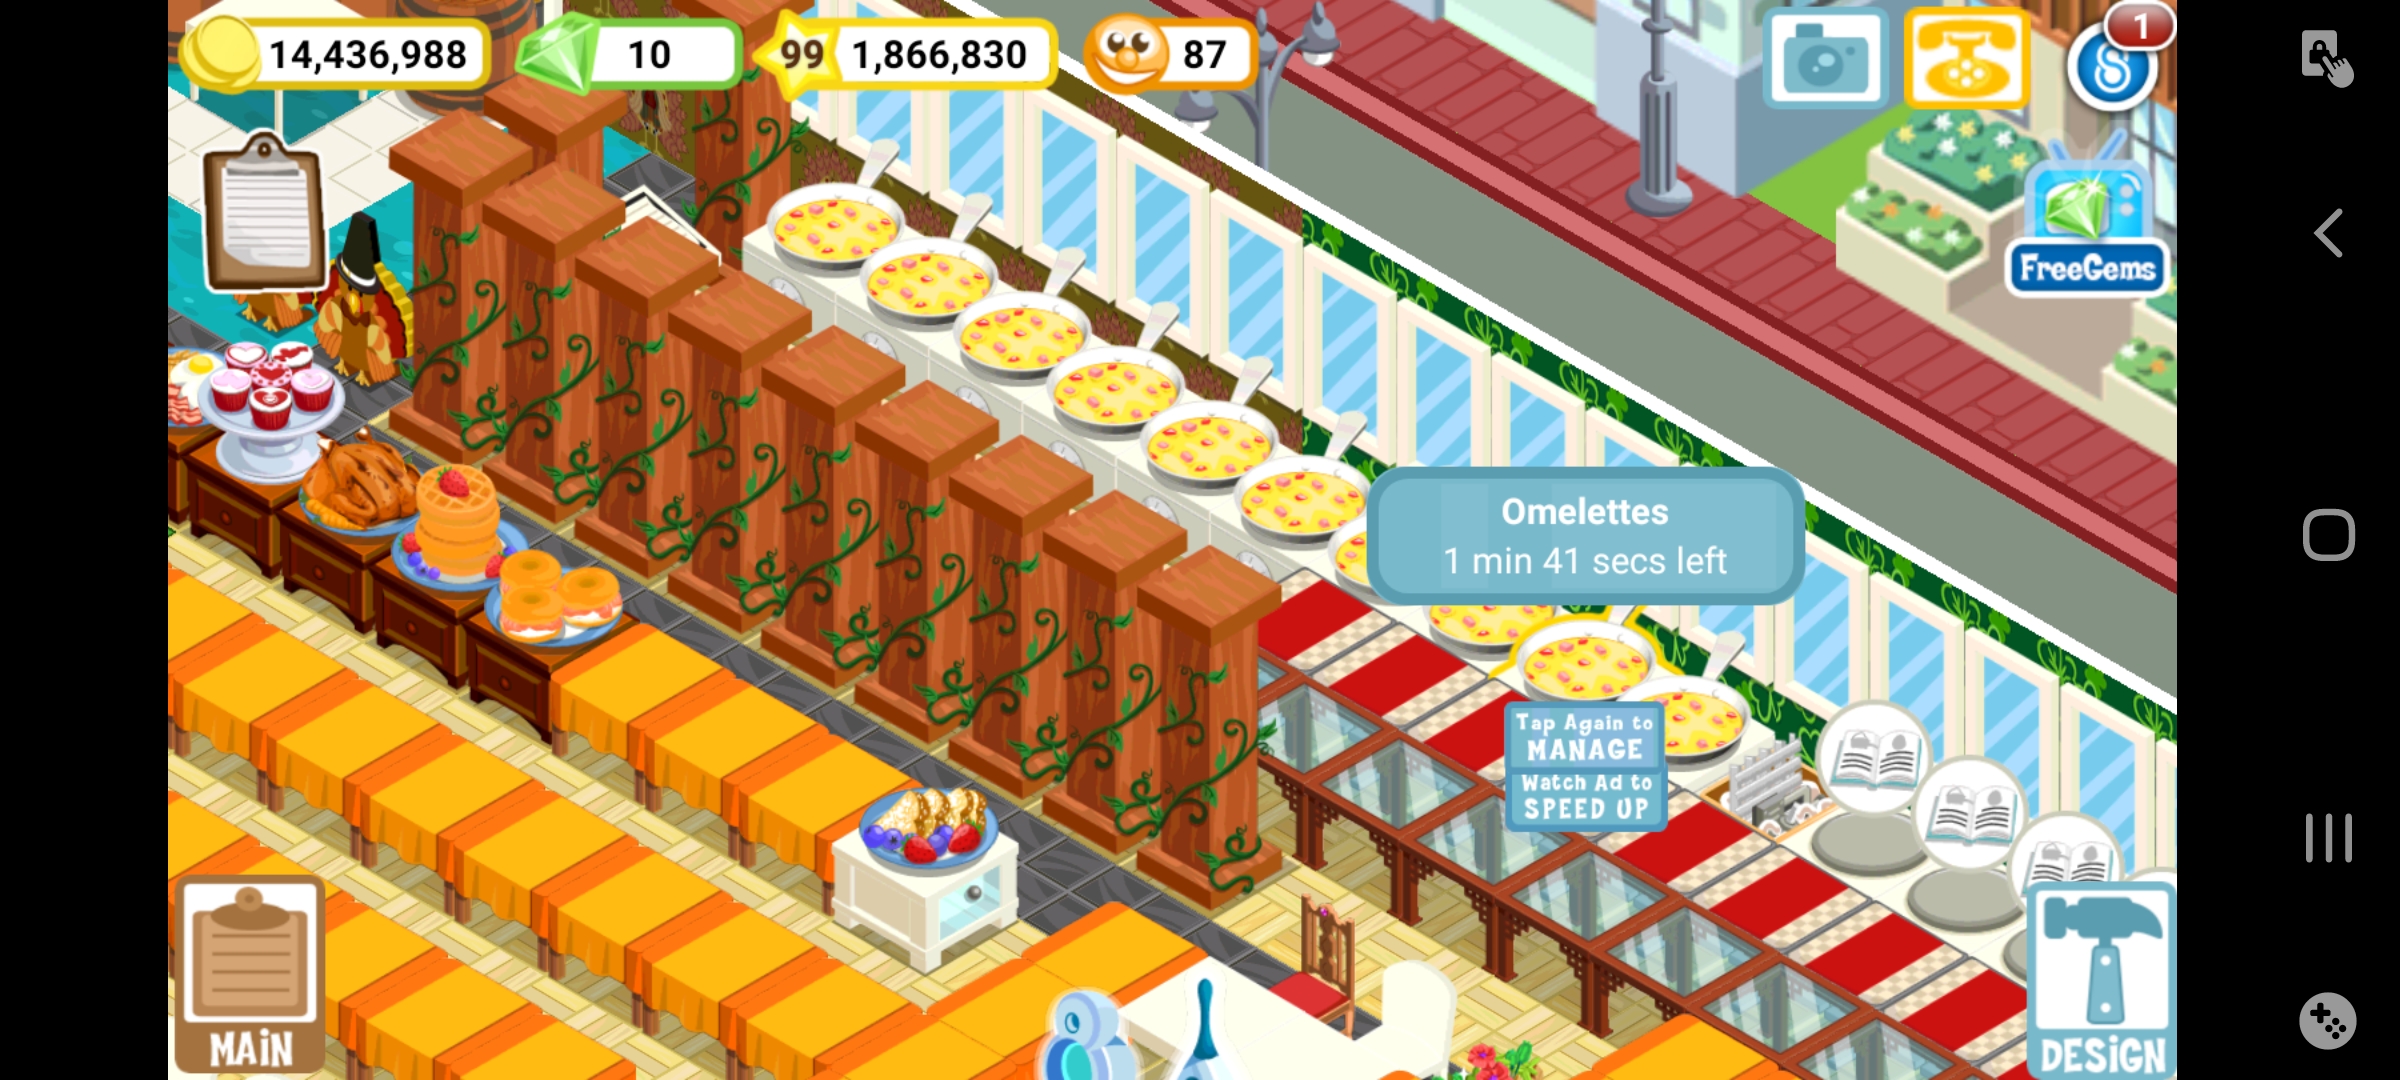 14,436,988
10
99
1,866,830
87
1
FreeGems
Omelettes
1 min 41 secs left
Tap Again to
MANAGE
Watch Ad to
SPEED UP
MAiN
DESiGN